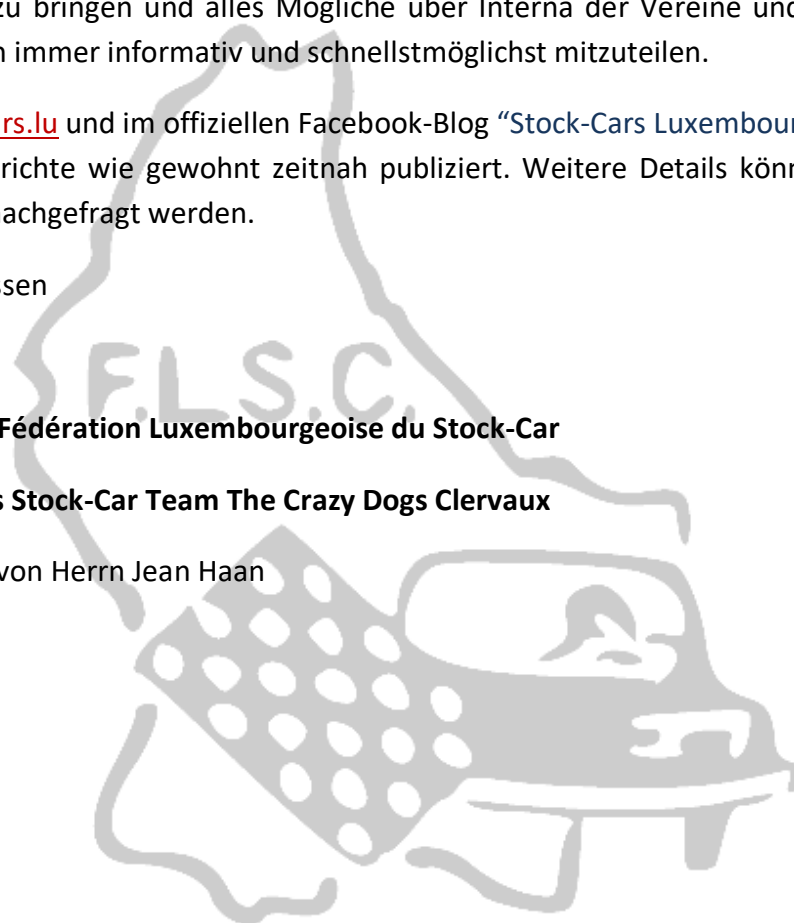 zu bringen und alles Mögliche über Interna der Vereine und
n immer informativ und schnellstmöglichst mitzuteilen.
rs.lu und im offiziellen Facebook-Blog “Stock-Cars Luxembour
richte wie gewohnt zeitnah publiziert. Weitere Details könn
nachgefragt werden.
ssen
F.L.S.C.
Fédération Luxembourgeoise du Stock-Car
s Stock-Car Team The Crazy Dogs Clervaux
von Herrn Jean Haan